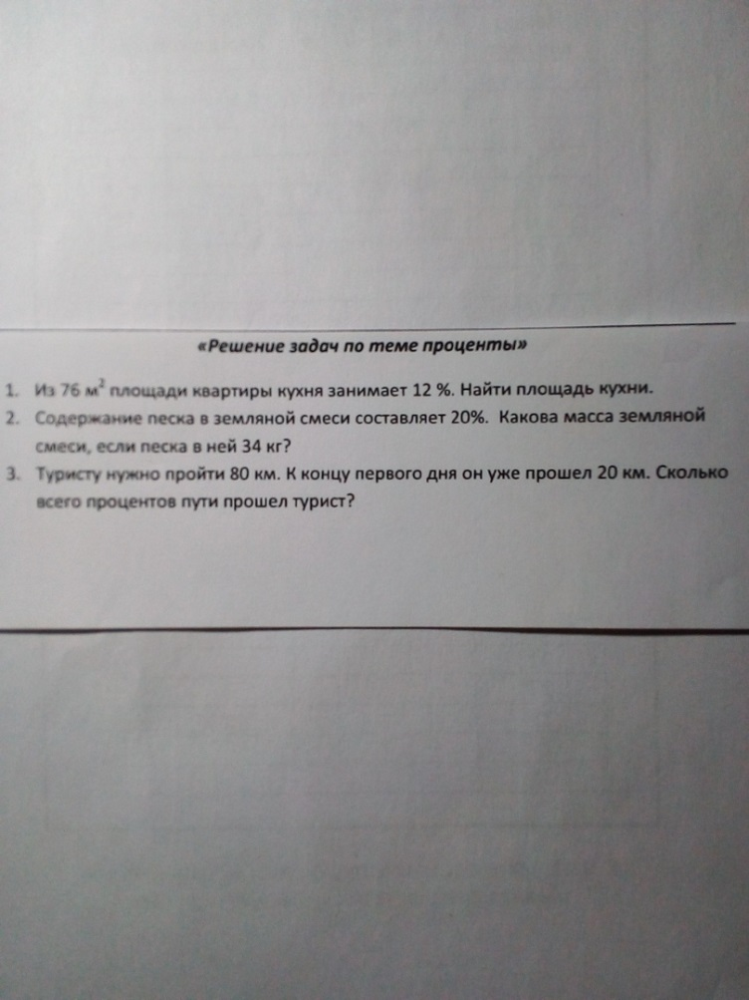 «Решение задач по теме проценты»
1. Из 76 м² площади квартиры кухня занимает 12 %. Найти площадь кухни.
2. Содержание песка в земляной смеси составляет 20%. Какова масса земляной
смеси, если песка в ней 34 кг?
3. Туристу нужно пройти 80 км. К концу первого дня он уже прошел 20 км. Сколько
всего процентов пути прошел турист?